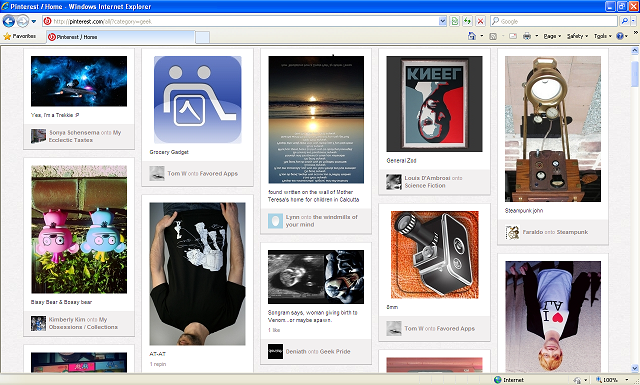 Pinterest / Home - Windows Internet Explorer
http://pinterest.com/all/?category=geek
Google
Favorites
Pinterest / Home
Page
Safety
Tools
Yes, I'm a Trekkie :P
Sonya Schensema onto My
Ecclectic Tastes
Bissy Bear & Bossy bear
Kimberly Kim onto My
Obsessions / Collections
Grocery Gadget
Tom W onto Favored Apps
AT-AT
1 repin
found written on the wall of Mother
Teresa's home for children in Calcutta
Lynn onto the windmills of
your mind
Sonogram says, woman giving birth to
Venom...or maybe spawn.
1 like
Deniath onto Geek Pride
KNEEL
General Zod
Louis D'Ambrosi onto
Science Fiction
8mm
Tom W onto Favored Apps
Steampunk john
Faraldo onto Steampunk
I
A.J.
Internet
100%